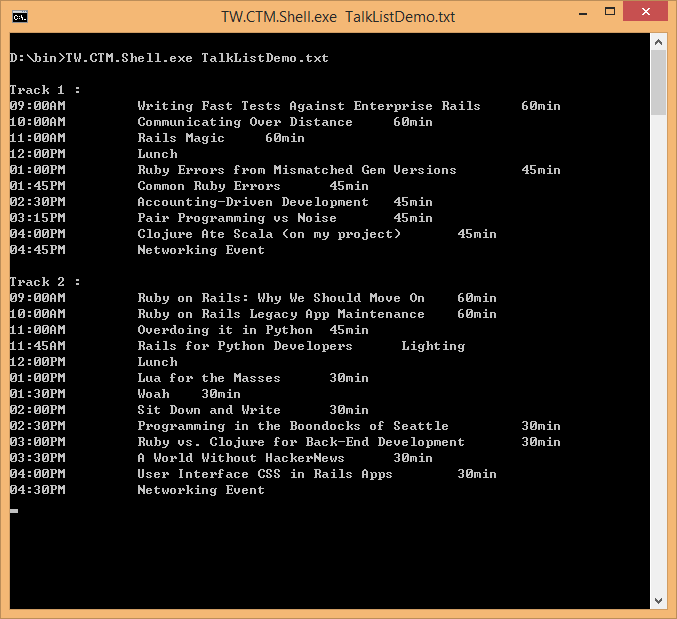 TW.CTM.Shell.exe TalkListDemo.txt
D:\bin>TW.CTM.Shell.exe TalkListDemo.txt
Track 1 :
09:00AM Writing Fast Tests Against Enterprise Rails 60min
10:00AM Communicating Over Distance 60min
11:00AM Rails Magic 60min
12:00PM Lunch
01:00PM Ruby Errors from Mismatched Gem Versions 45min
01:45PM Common Ruby Errors 45min
02:30PM Accounting-Driven Development 45min
03:15PM Pair Programming vs Noise 45min
04:00PM Clojure Ate Scala (on my project) 45min
04:45PM Networking Event
Track 2 :
09:00AM Ruby on Rails: Why We Should Move On 60min
10:00AM Ruby on Rails Legacy App Maintenance 60min
11:00AM Overdoing it in Python 45min
11:45AM Rails for Python Developers Lighting
12:00PM Lunch
01:00PM Lua for the Masses 30min
01:30PM Woah 30min
02:00PM Sit Down and Write 30min
02:30PM Programming in the Boondocks of Seattle 30min
03:00PM Ruby vs. Clojure for Back-End Development 30min
03:30PM A World Without HackerNews 30min
04:00PM User Interface CSS in Rails Apps 30min
04:30PM Networking Event